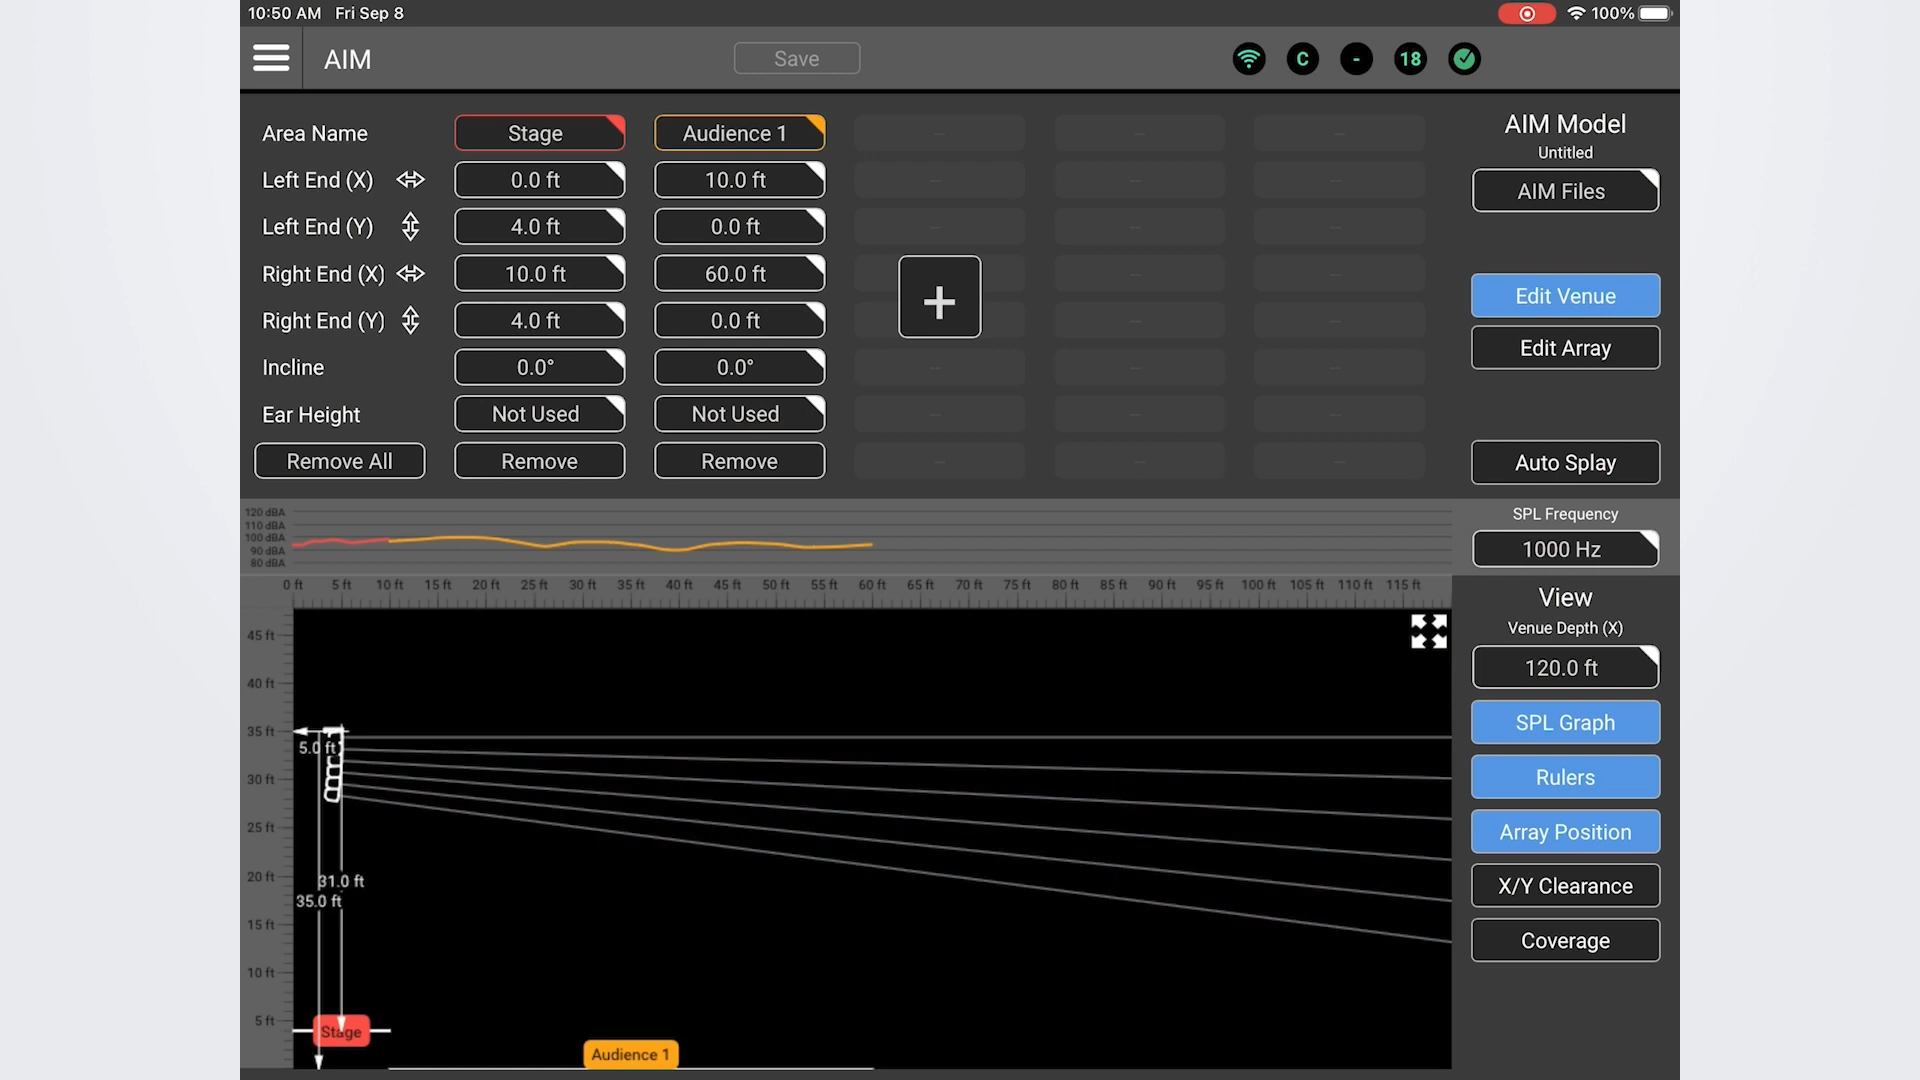 10:50 AM Fri Sep 8
100%
AIM
Save
C
-
18
Area Name
Stage
Audience 1
--
--
--
AIM Model
Untitled
AIM Files
Left End (X)
0.0 ft
10.0 ft
--
--
--
Left End (Y)
4.0 ft
0.0 ft
--
--
--
Right End (X)
10.0 ft
60.0 ft
--
--
Edit Venue
Right End (Y)
4.0 ft
0.0 ft
+
--
--
Edit Array
Incline
0.0°
0.0°
--
--
--
Ear Height
Not Used
Not Used
--
--
--
Remove All
Remove
Remove
--
--
--
Auto Splay
120 dBA
110 dBA
100 dBA
90 dBA
80 dBA
SPL Frequency
1000 Hz
0 ft 5 ft 10 ft 15 ft 20 ft 25 ft 30 ft 35 ft 40 ft 45 ft 50 ft 55 ft 60 ft 65 ft 70 ft 75 ft 80 ft 85 ft 90 ft 95 ft 100 ft 105 ft 110 ft 115 ft
View
Venue Depth (X)
120.0 ft
SPL Graph
Rulers
Array Position
X/Y Clearance
Coverage
45 ft
40 ft
35 ft
30 ft
25 ft
20 ft
15 ft
10 ft
5 ft
5.0 ft
31.0 ft
35.0 ft
Stage
Audience 1